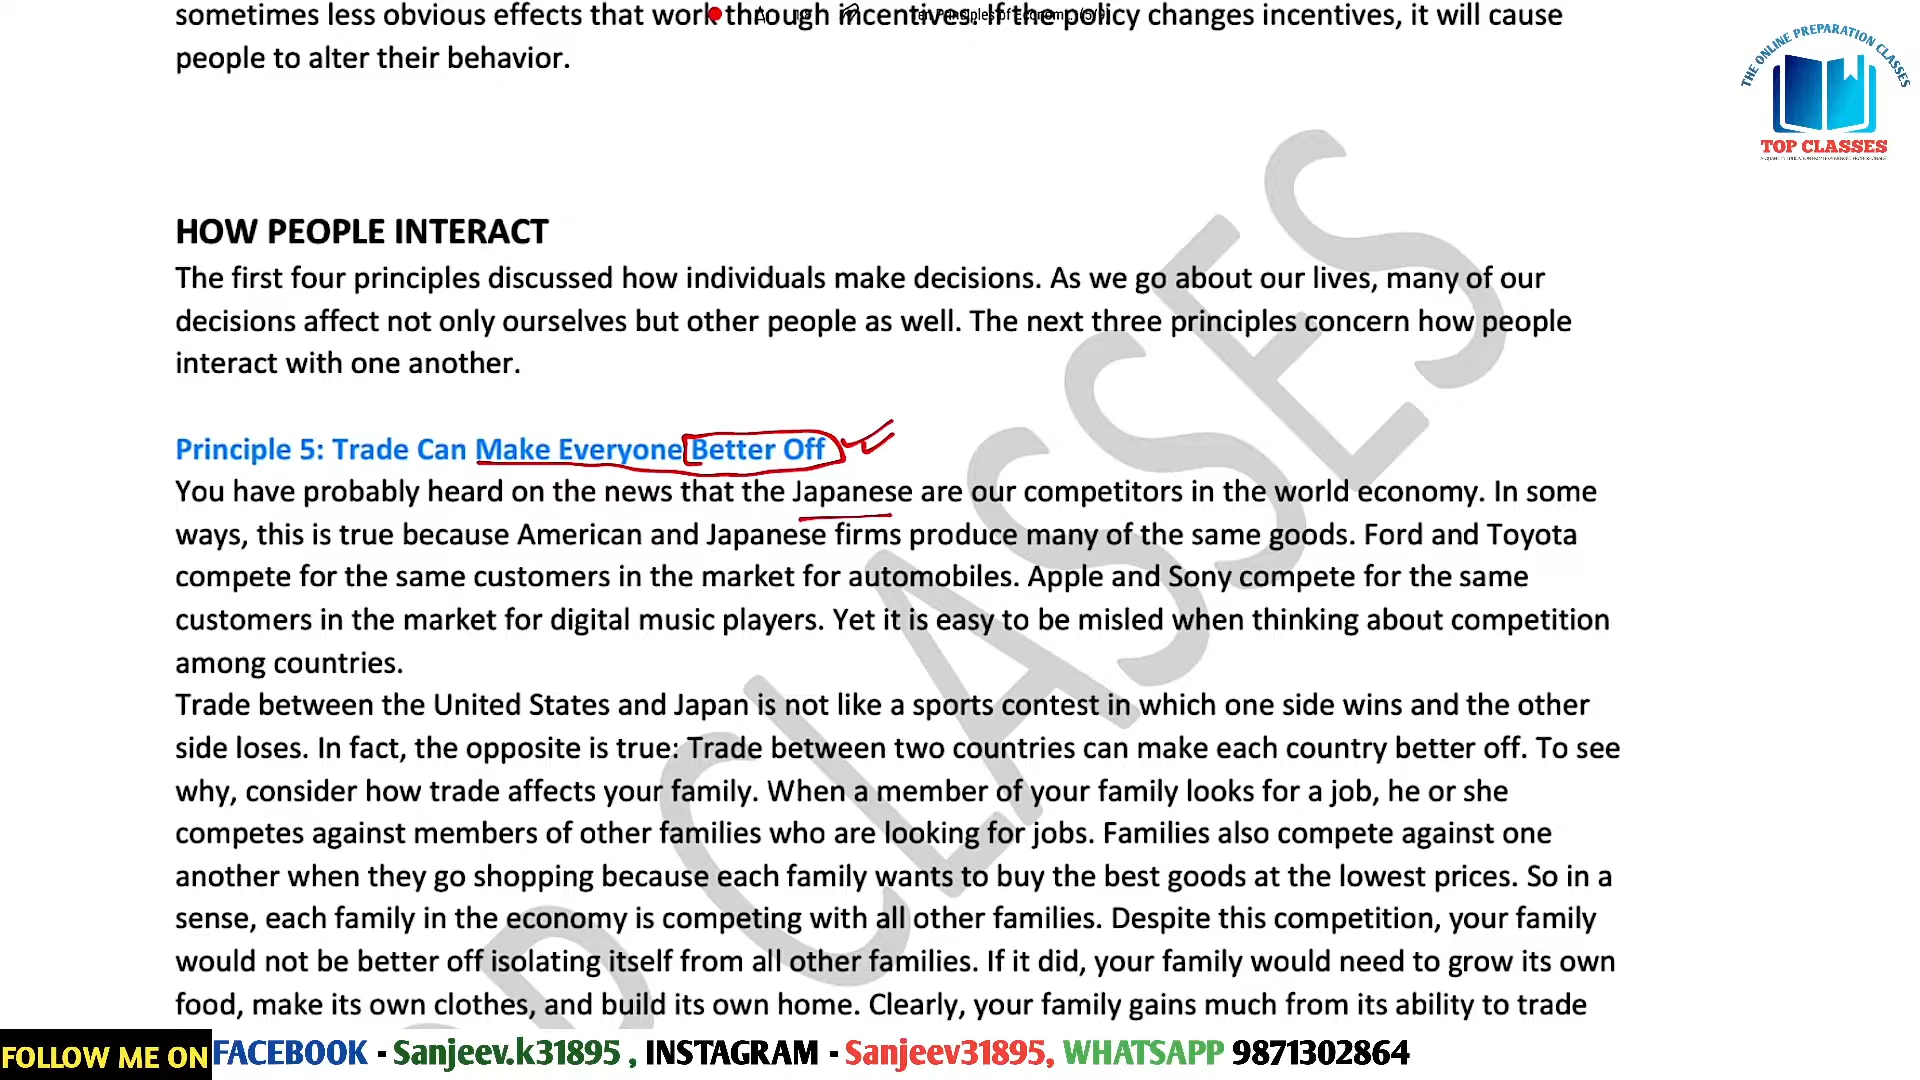 sometimes less obvious effects that work through incentives. If the policy changes incentives, it will cause
people to alter their behavior.
THE ONLINE PREPARATION CLASSES
TOP CLASSES
HOW PEOPLE INTERACT
The first four principles discussed how individuals make decisions. As we go about our lives, many of our
decisions affect not only ourselves but other people as well. The next three principles concern how people
interact with one another.
Principle 5: Trade Can Make Everyone Better Off
You have probably heard on the news that the Japanese are our competitors in the world economy. In some
ways, this is true because American and Japanese firms produce many of the same goods. Ford and Toyota
compete for the same customers in the market for automobiles. Apple and Sony compete for the same
customers in the market for digital music players. Yet it is easy to be misled when thinking about competition
among countries.
Trade between the United States and Japan is not like a sports contest in which one side wins and the other
side loses. In fact, the opposite is true: Trade between two countries can make each country better off. To see
why, consider how trade affects your family. When a member of your family looks for a job, he or she
competes against members of other families who are looking for jobs. Families also compete against one
another when they go shopping because each family wants to buy the best goods at the lowest prices. So in a
sense, each family in the economy is competing with all other families. Despite this competition, your family
would not be better off isolating itself from all other families. If it did, your family would need to grow its own
food, make its own clothes, and build its own home. Clearly, your family gains much from its ability to trade
CLASSES
FOLLOW ME ON FACEBOOK - Sanjeev.k31895 , INSTAGRAM - Sanjeev31895, WHATSAPP 9871302864